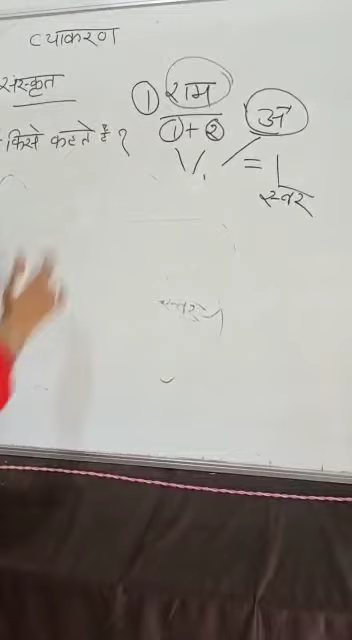 व्याकरण
संस्कृत
किसे कहते हैं ?
① राम
①+②
अ
=
स्वर